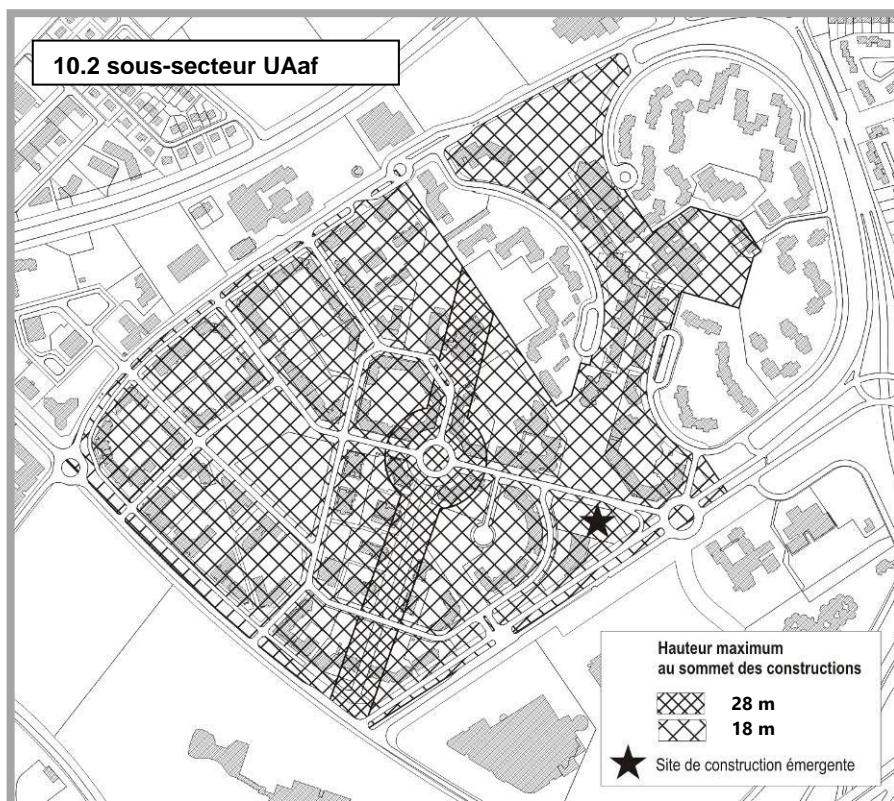 10.2 sous-secteur UAaf
Hauteur maximum
au sommet des constructions
28 m
18 m
Site de construction émergente